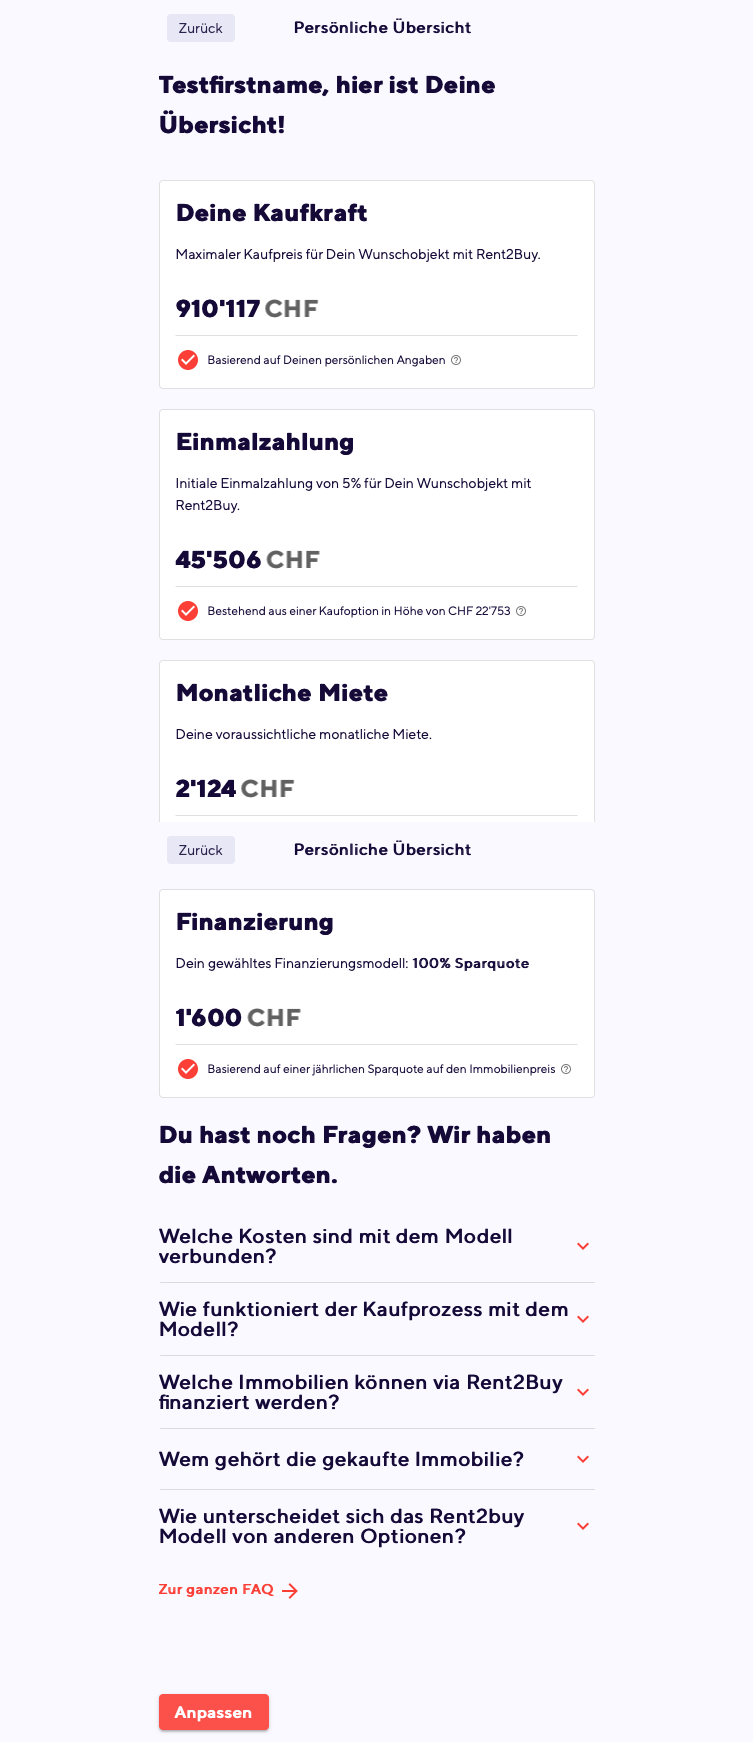 Zurück
Persönliche Übersicht
Testfirstname, hier ist Deine
Übersicht!
Deine Kaufkraft
Maximaler Kaufpreis für Dein Wunschobjekt mit Rent2Buy.
910'117 CHF
Basierend auf Deinen persönlichen Angaben
Einmalzahlung
Initiale Einmalzahlung von 5% für Dein Wunschobjekt mit
Rent2Buy.
45'506 CHF
Bestehend aus einer Kaufoption in Höhe von CHF 22'753
Monatliche Miete
Deine voraussichtliche monatliche Miete.
2'124 CHF
Zurück
Persönliche Übersicht
Finanzierung
Dein gewähltes Finanzierungsmodell: 100% Sparquote
1'600 CHF
Basierend auf einer jährlichen Sparquote auf den Immobilienpreis
Du hast noch Fragen? Wir haben
die Antworten.
Welche Kosten sind mit dem Modell
verbunden?
Wie funktioniert der Kaufprozess mit dem
Modell?
Welche Immobilien können via Rent2Buy
finanziert werden?
Wem gehört die gekaufte Immobilie?
Wie unterscheidet sich das Rent2buy
Modell von anderen Optionen?
Zur ganzen FAQ
Anpassen